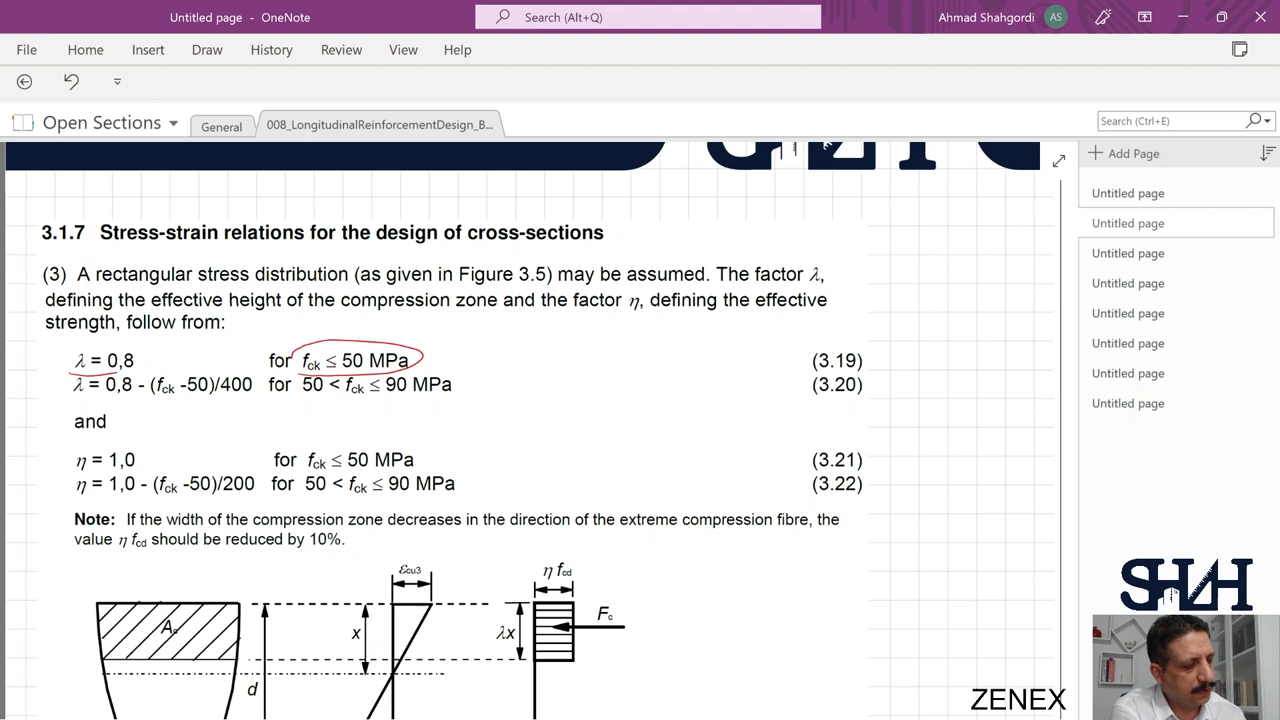 Untitled page - OneNote
Search (Alt+Q)
Ahmad Shahgordi
AS
File Home Insert Draw History Review View Help
Open Sections
General
008_LongitudinalReinforcementDesign_B...
Search (Ctrl+E)
Add Page
Untitled page
Untitled page
Untitled page
Untitled page
Untitled page
Untitled page
Untitled page
Untitled page
3.1.7 Stress-strain relations for the design of cross-sections
(3) A rectangular stress distribution (as given in Figure 3.5) may be assumed. The factor λ,
defining the effective height of the compression zone and the factor η, defining the effective
strength, follow from:
λ = 0,8 for fck ≤ 50 MPa (3.19)
λ = 0,8 - (fck -50)/400 for 50 < fck ≤ 90 MPa (3.20)
and
η = 1,0 for fck ≤ 50 MPa (3.21)
η = 1,0 - (fck -50)/200 for 50 < fck ≤ 90 MPa (3.22)
Note: If the width of the compression zone decreases in the direction of the extreme compression fibre, the
value η fcd should be reduced by 10%.
εcu3
η fcd
Ac
x
λx
Fc
d
ZENEX